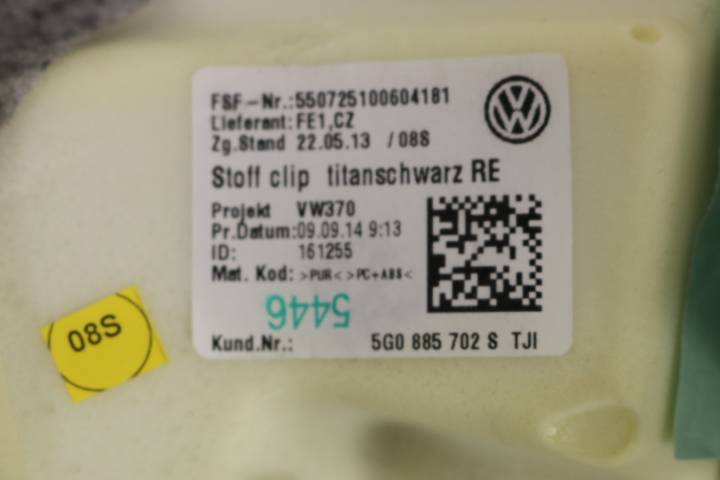 FSF-Nr.:550725100604181
Lieferant: FE1,CZ
Zg.Stand 22.05.13 /08S
Stoff clip titanschwarz RE
Projekt VW370
Pr.Datum:09.09.14 9:13
ID: 161255
Mat. Kod: >PUR< >PC+ABS<
5446
Kund.Nr.: 5G0 885 702 S TJI
08S